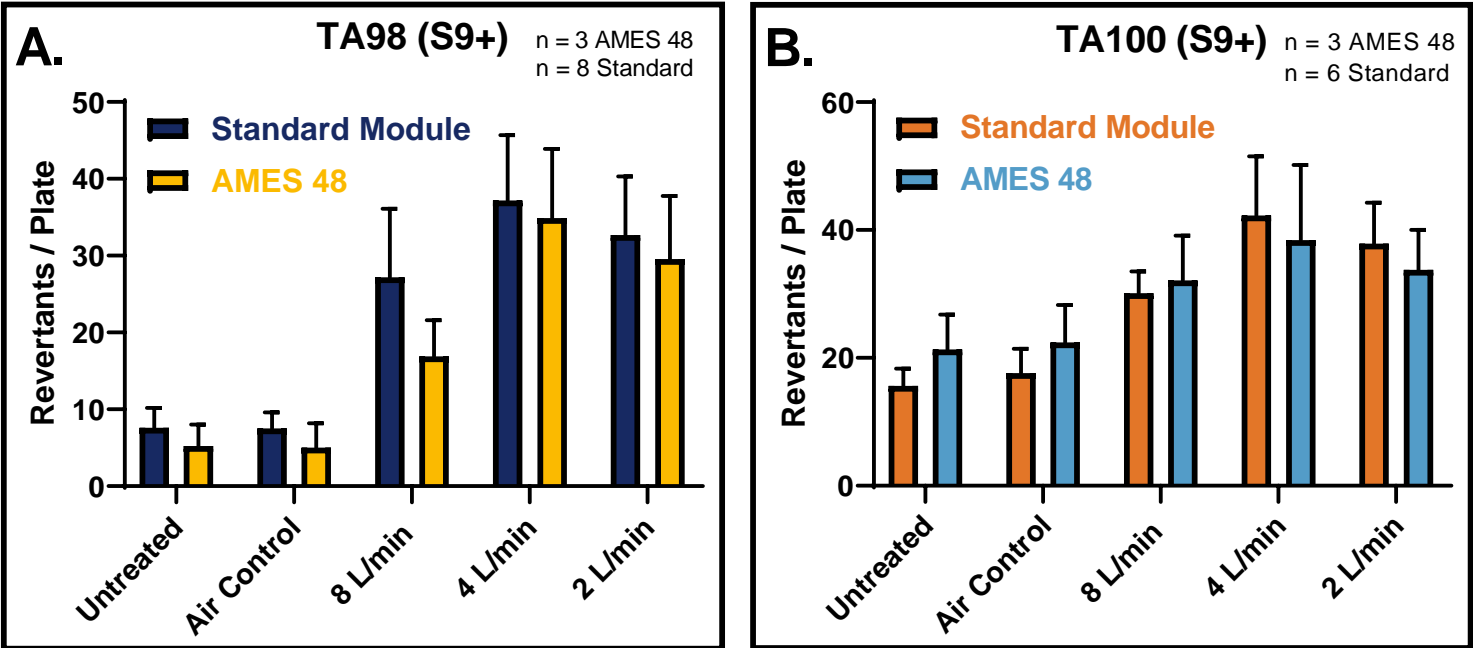 A.
TA98 (S9+)
n = 3 AMES 48
n = 8 Standard
Standard Module
AMES 48
Revertants / Plate
50
40
30
20
10
0
Untreated
Air Control
8 L/min
4 L/min
2 L/min
B.
TA100 (S9+)
n = 3 AMES 48
n = 6 Standard
Standard Module
AMES 48
Revertants / Plate
60
40
20
0
Untreated
Air Control
8 L/min
4 L/min
2 L/min